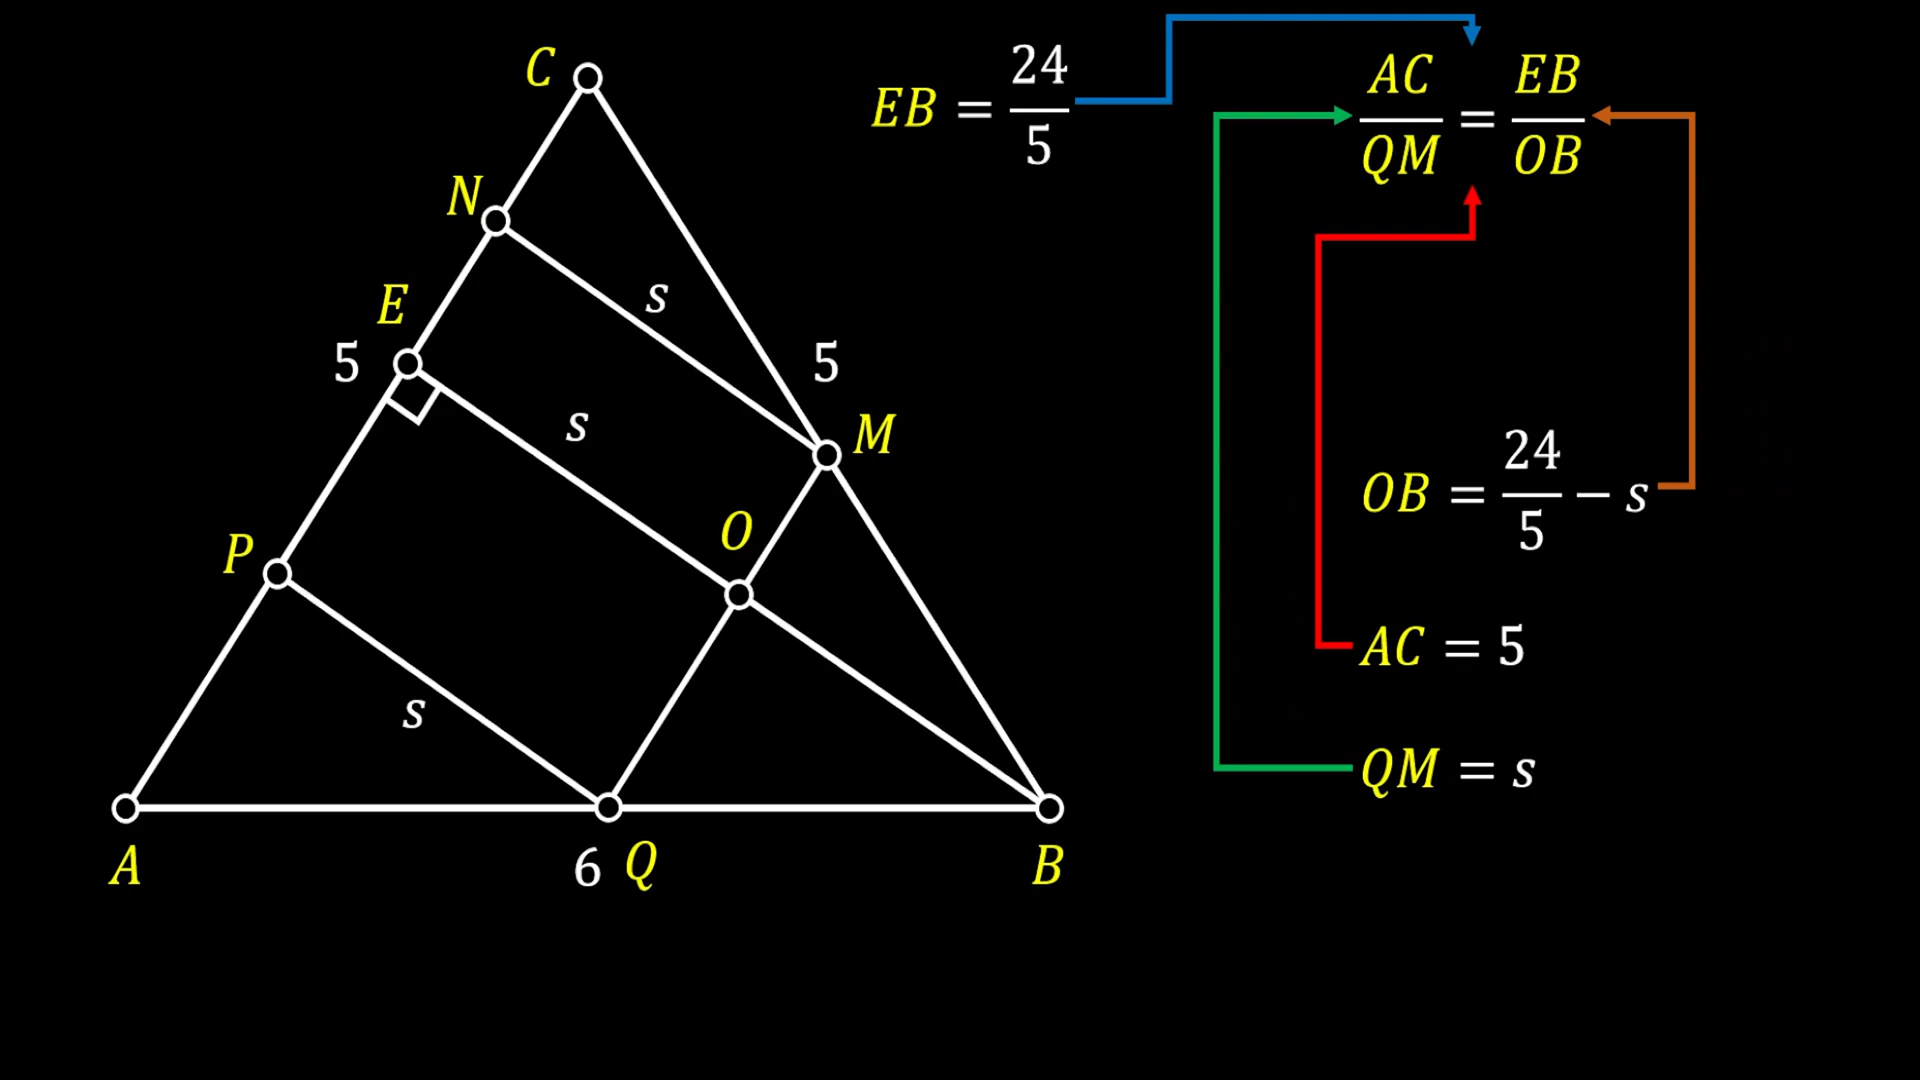 C
N
s
E
5
5
s
M
P
O
s
A
6 Q
B
EB = 24/5
AC/QM = EB/OB
OB = 24/5 − s
AC = 5
QM = s